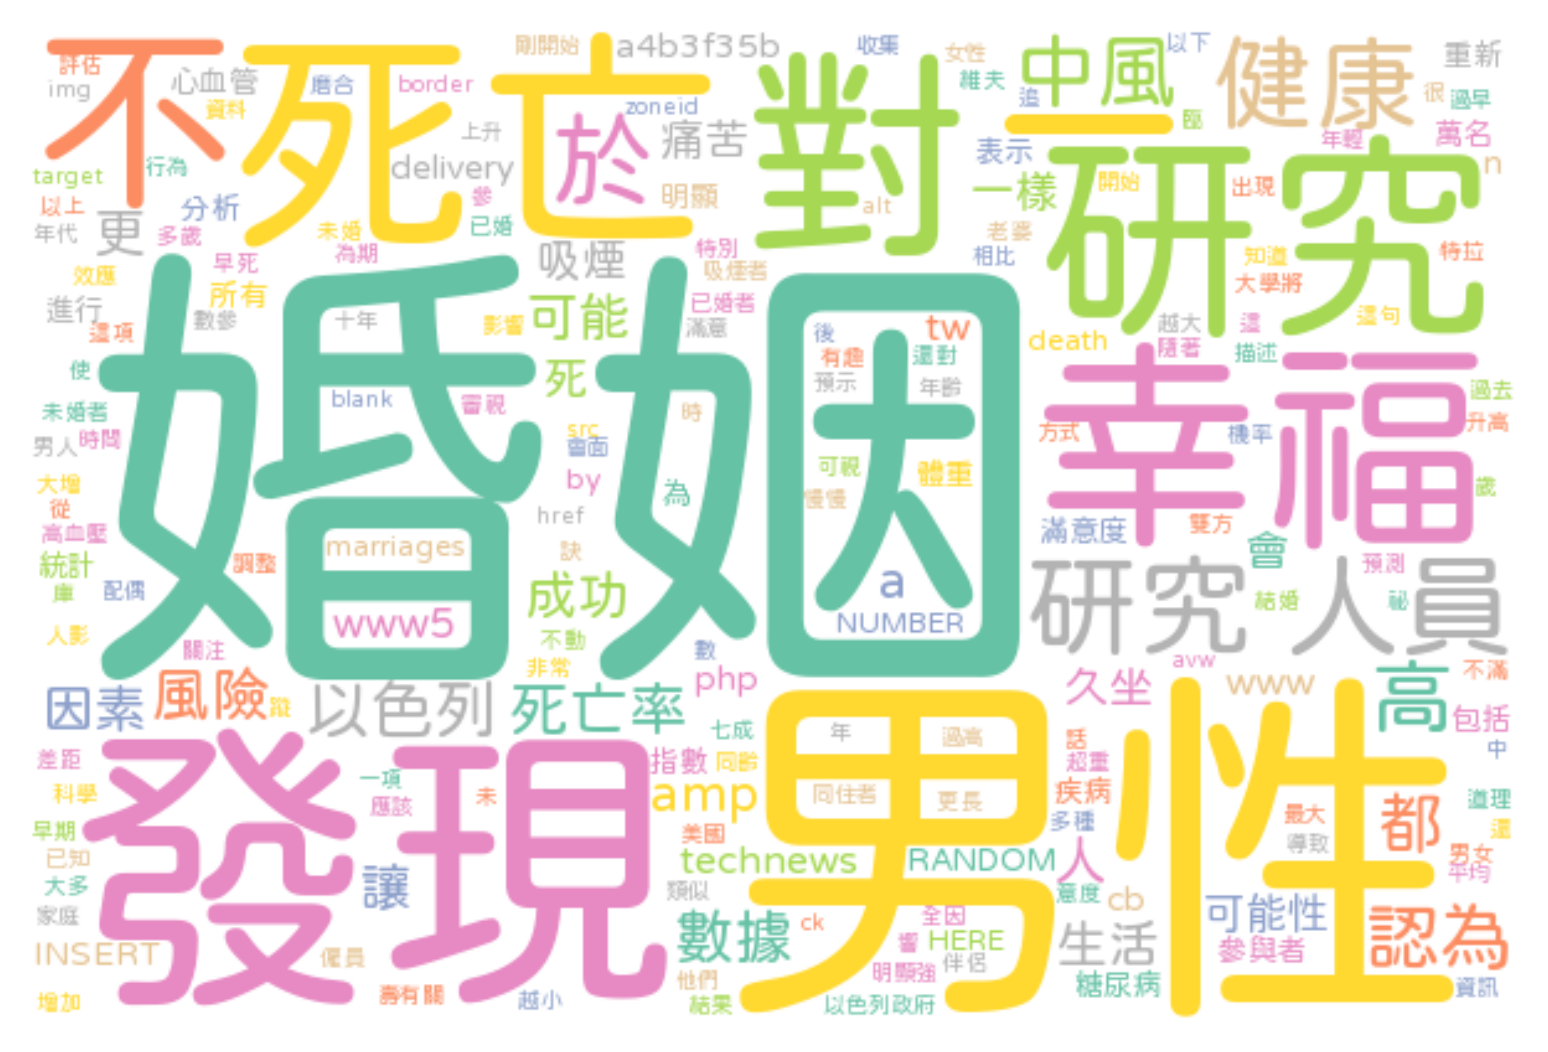 不
死亡
對
中風
一
健康
研究
婚姻
幸福
研究人員
發現
男性
評估
img
心血管
資料
磨合
border
剛開始
a4b3f35b
收集
女性
維夫
以下
追
臨
重新
很
過早
萬名
年輕
n
zoneid
上升
於
痛苦
delivery
參
明顯
alt
表示
一樣
開始
出現
target
行為
以上
分析
年代
更
多歲
未婚
已婚
為期
老婆
相比
知道
特拉
大學將
效應
早死
所有
吸煙
特別
吸煙者
進行
數參
十年
影響
可能
已婚者
滿意
這項
後
tw
有趣
還對
death
越大
這
這句
隨著
描述
使
死
預示
年齡
blank
審視
時
過去
未婚者
src
會面
男人
時間
方式
機率
升高
大增
by
為
可視
體重
慢慢
歲
從
href
高血壓
滿意度
雙方
marriages
訣
會
統計
調整
成功
a
預測
庫
配偶
www5
NUMBER
結婚
祕
人影
不動
數
關注
非常
avw
因素
風險
蹤
以色列
死亡率
php
久坐
www
高
不滿
包括
差距
七成
年
過高
話
中
一項
指數
同齡
超重
科學
應該
未
amp
同住者
更長
疾病
最大
都
道理
早期
美國
多種
導致
還
已知
technews
RANDOM
人
男女
平均
大多
讓
類似
意度
cb
家庭
數據
ck
全因
生活
可能性
認為
INSERT
僱員
響
HERE
參與者
明顯強
伴侶
增加
壽有關
越小
他們
結果
以色列政府
糖尿病
資訊